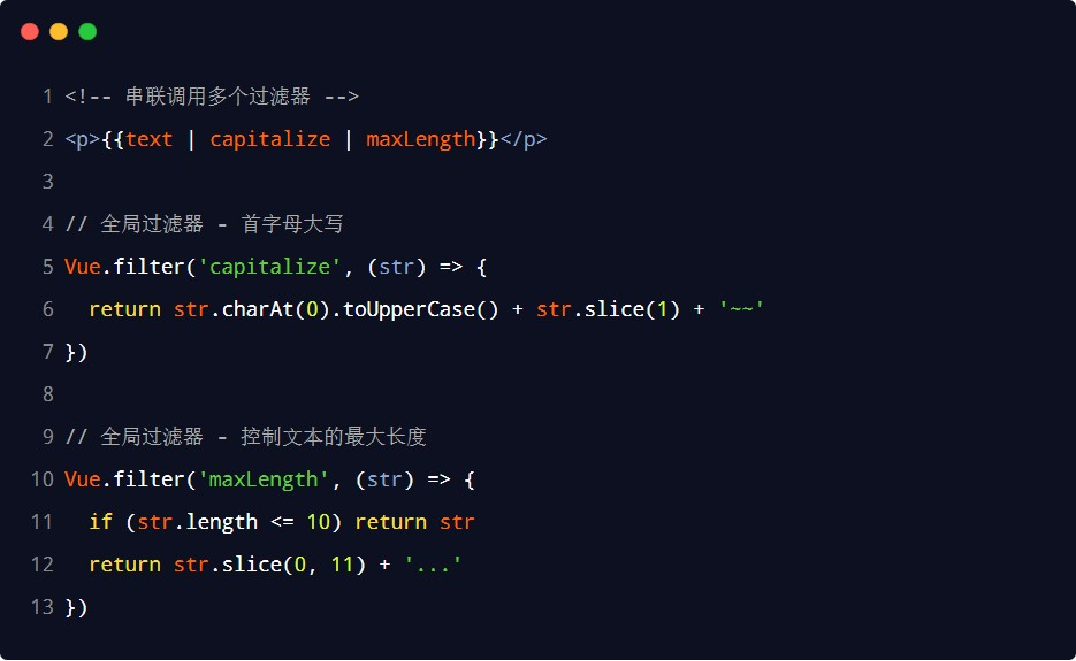 1 <!-- 串联调用多个过滤器 -->
2 <p>{{text | capitalize | maxLength}}</p>
3
4 // 全局过滤器 - 首字母大写
5 Vue.filter('capitalize', (str) => {
6   return str.charAt(0).toUpperCase() + str.slice(1) + '~~'
7 })
8
9 // 全局过滤器 - 控制文本的最大长度
10 Vue.filter('maxLength', (str) => {
11   if (str.length <= 10) return str
12   return str.slice(0, 11) + '...'
13 })